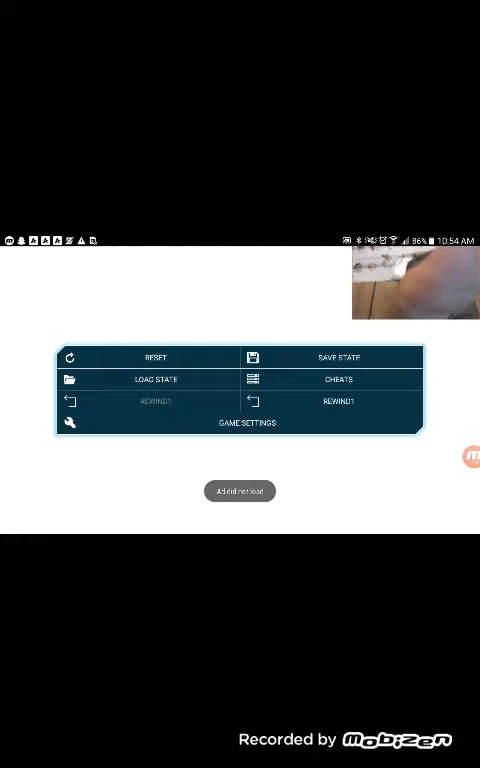 86% 10:54 AM
RESET SAVE STATE
LOAD STATE CHEATS
REWIND1 REWIND1
GAME SETTINGS
Ad did not load
Recorded by Mobizen